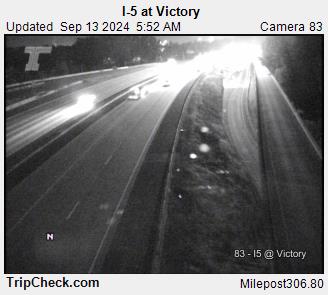 I-5 at Victory
Updated Sep 13 2024 5:52 AM Camera 83
T
N
83 - I5 @ Victory
TripCheck.com Milepost306.80